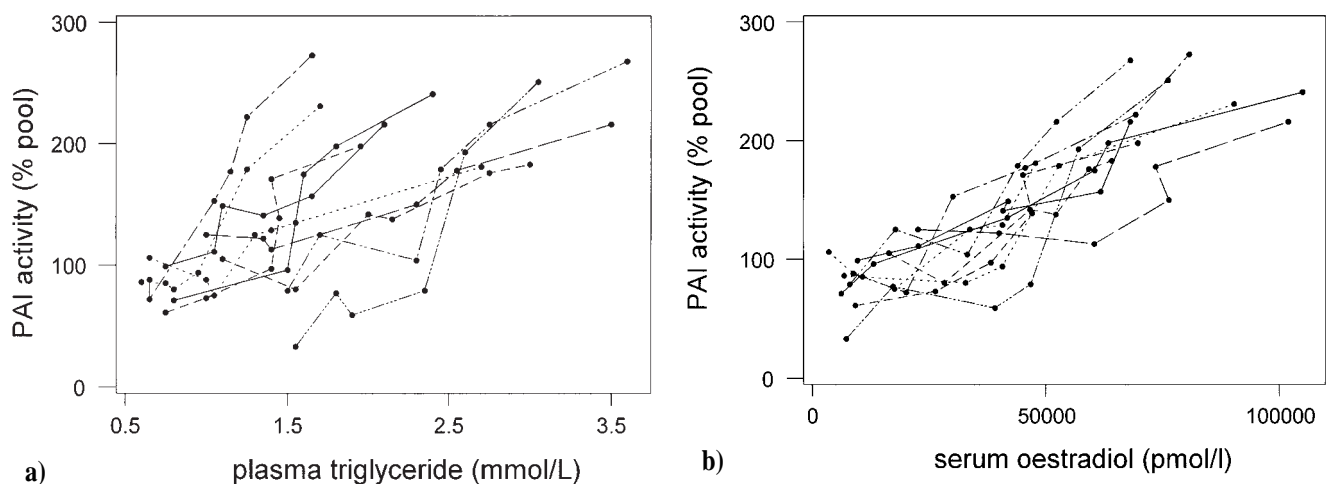 300
200
100
0
PAI activity (% pool)
0.5 1.5 2.5 3.5
a) plasma triglyceride (mmol/L)
300
200
100
0
PAI activity (% pool)
0 50000 100000
b) serum oestradiol (pmol/l)